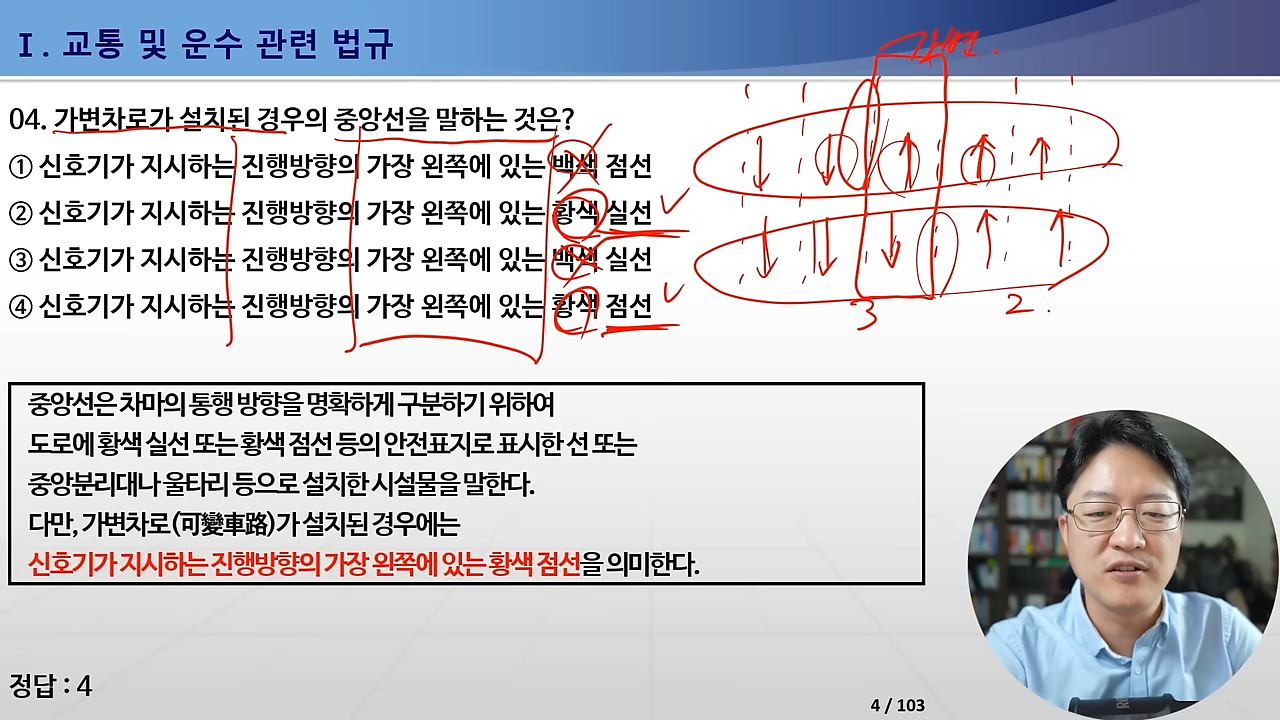 Ⅰ. 교통 및 운수 관련 법규
가변.
04. 가변차로가 설치된 경우의 중앙선을 말하는 것은?
① 신호기가 지시하는 진행방향의 가장 왼쪽에 있는 백색 점선
② 신호기가 지시하는 진행방향의 가장 왼쪽에 있는 황색 실선
③ 신호기가 지시하는 진행방향의 가장 왼쪽에 있는 백색 실선
④ 신호기가 지시하는 진행방향의 가장 왼쪽에 있는 황색 점선
3 2.
중앙선은 차마의 통행 방향을 명확하게 구분하기 위하여
도로에 황색 실선 또는 황색 점선 등의 안전표지로 표시한 선 또는
중앙분리대나 울타리 등으로 설치한 시설물을 말한다.
다만, 가변차로(可變車路)가 설치된 경우에는
신호기가 지시하는 진행방향의 가장 왼쪽에 있는 황색 점선을 의미한다.
정답 : 4
4 / 103